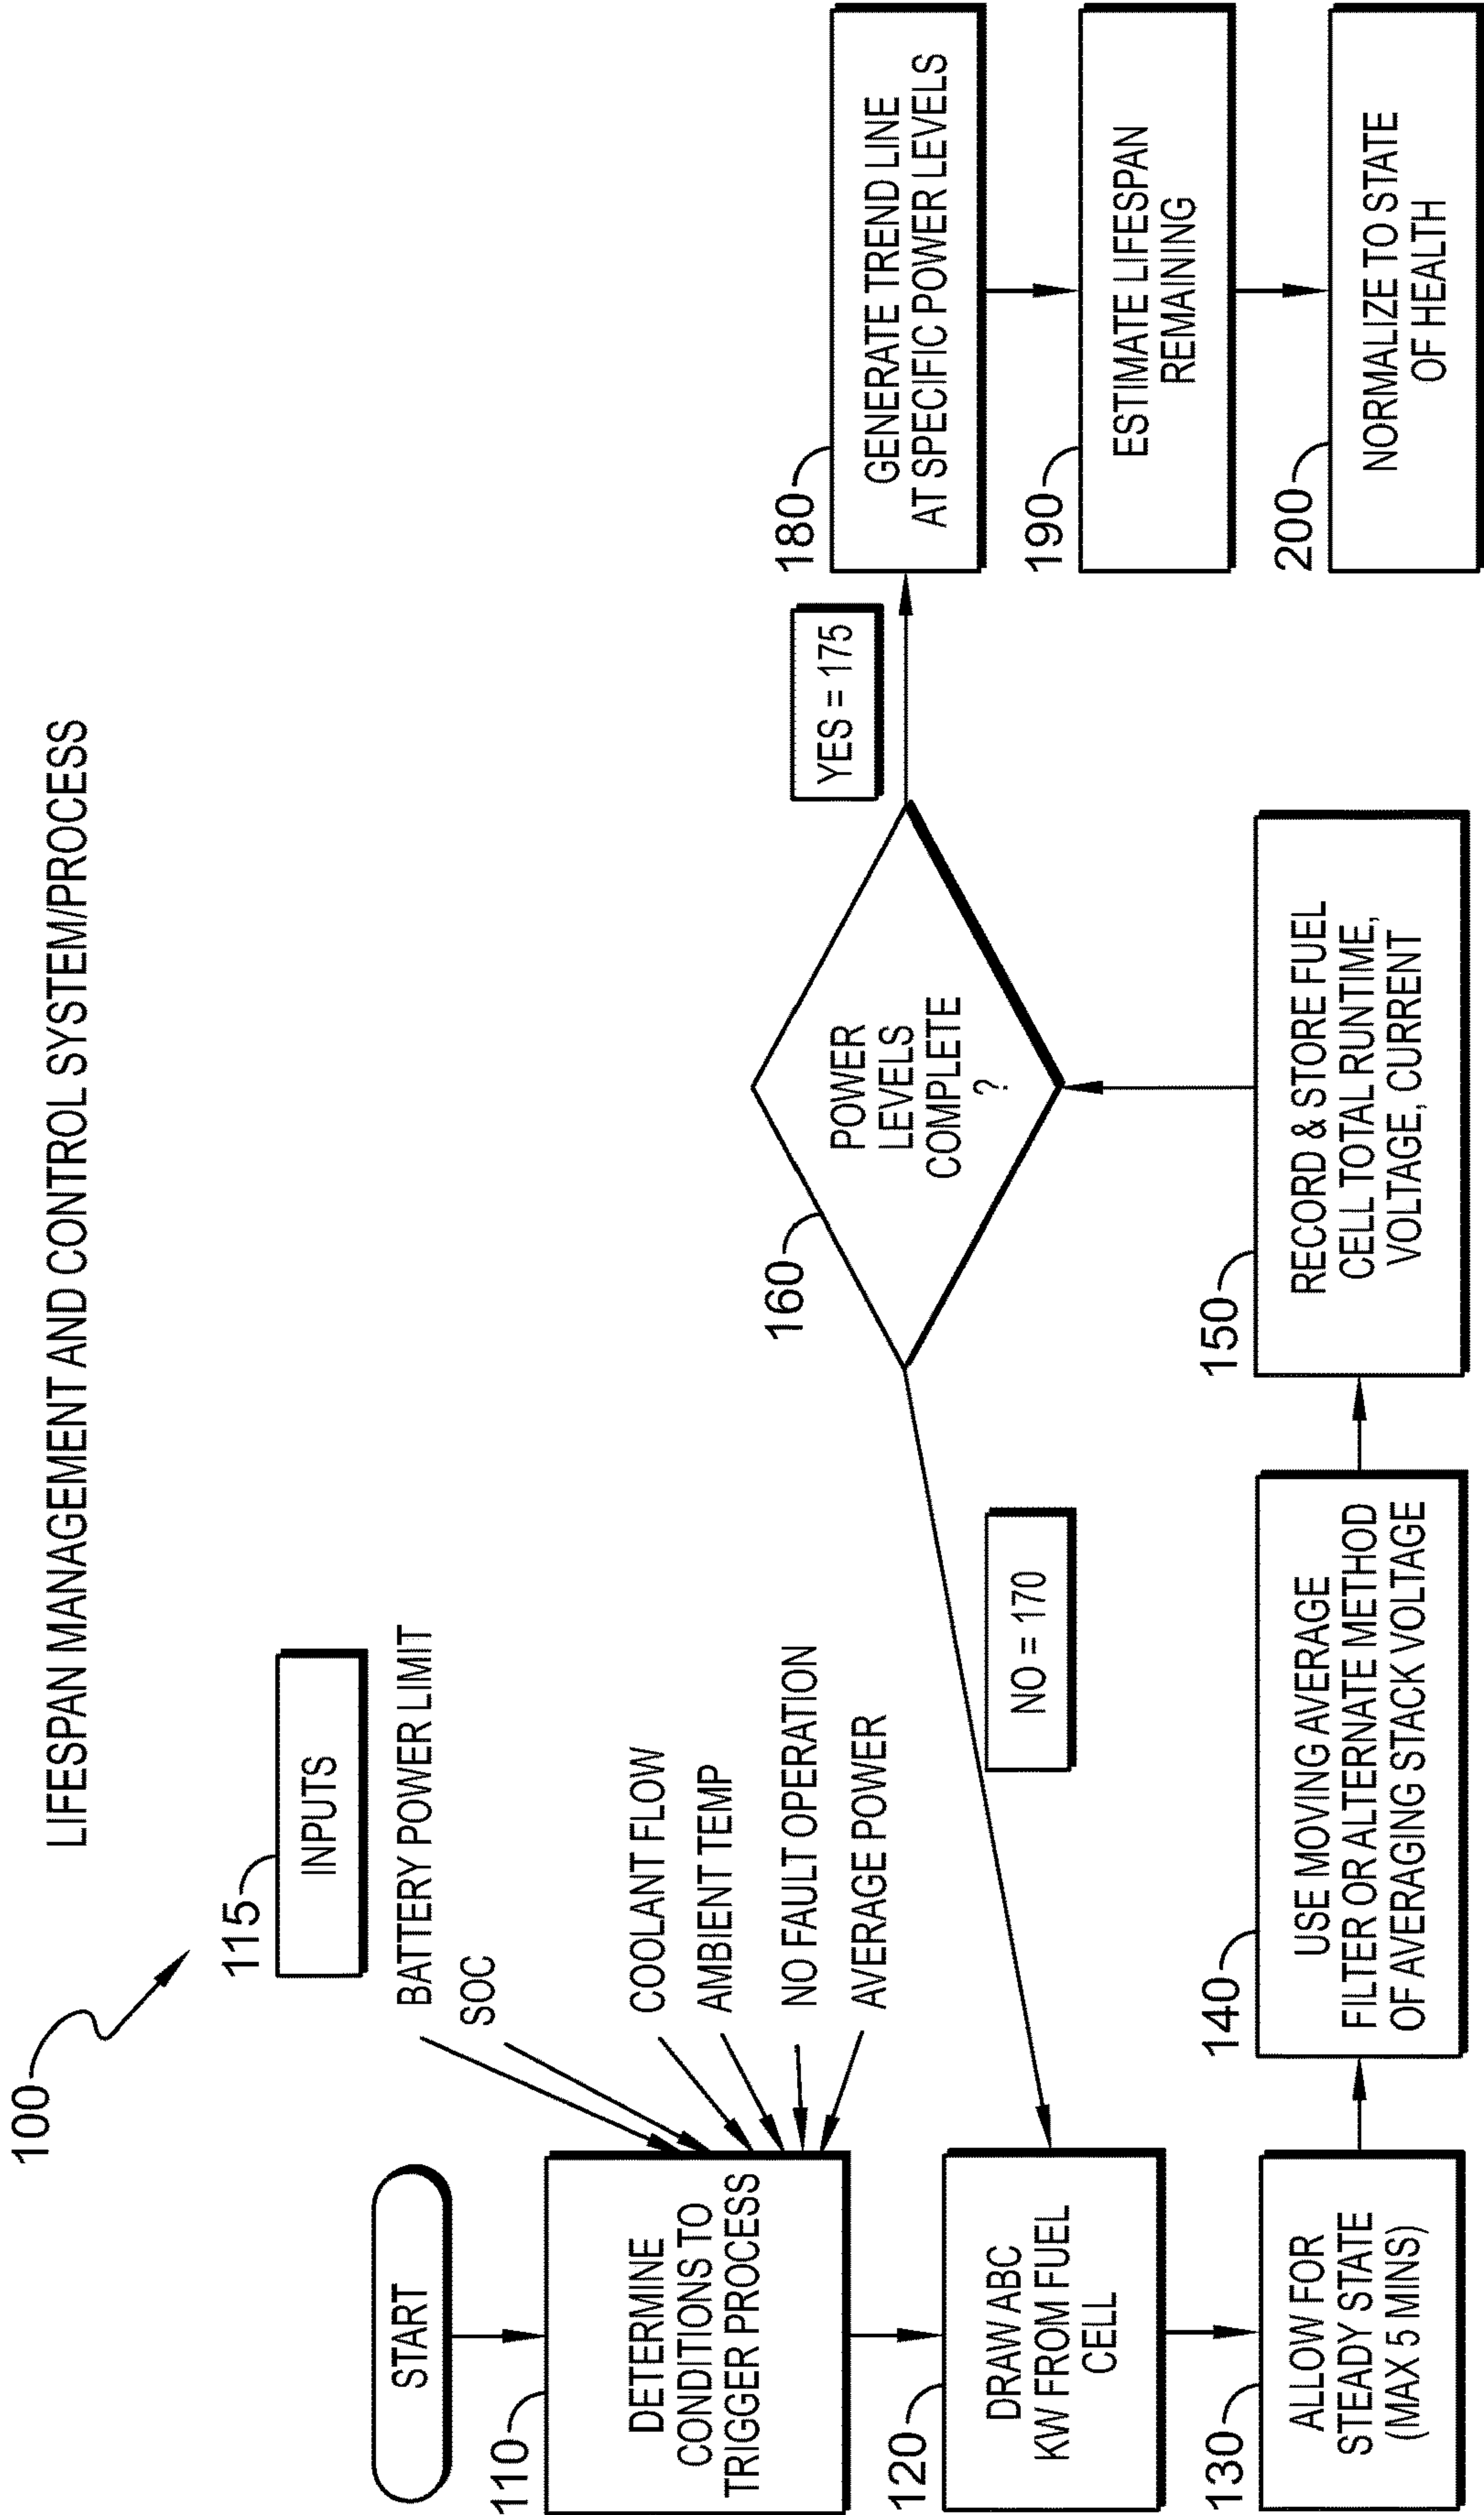 LIFESPAN MANAGEMENT AND CONTROL SYSTEM/PROCESS
100
115
INPUTS
START
BATTERY POWER LIMIT
SOC
COOLANT FLOW
AMBIENT TEMP
NO FAULT OPERATION
AVERAGE POWER
110
DETERMINE
CONDITIONS TO
TRIGGER PROCESS
120
DRAW ABC
KW FROM FUEL
CELL
130
ALLOW FOR
STEADY STATE
(MAX 5 MINS)
140
USE MOVING AVERAGE
FILTER OR ALTERNATE METHOD
OF AVERAGING STACK VOLTAGE
150
RECORD & STORE FUEL
CELL TOTAL RUNTIME,
VOLTAGE, CURRENT
160
POWER
LEVELS
COMPLETE
?
NO = 170
YES = 175
180
GENERATE TREND LINE
AT SPECIFIC POWER LEVELS
190
ESTIMATE LIFESPAN
REMAINING
200
NORMALIZE TO STATE
OF HEALTH